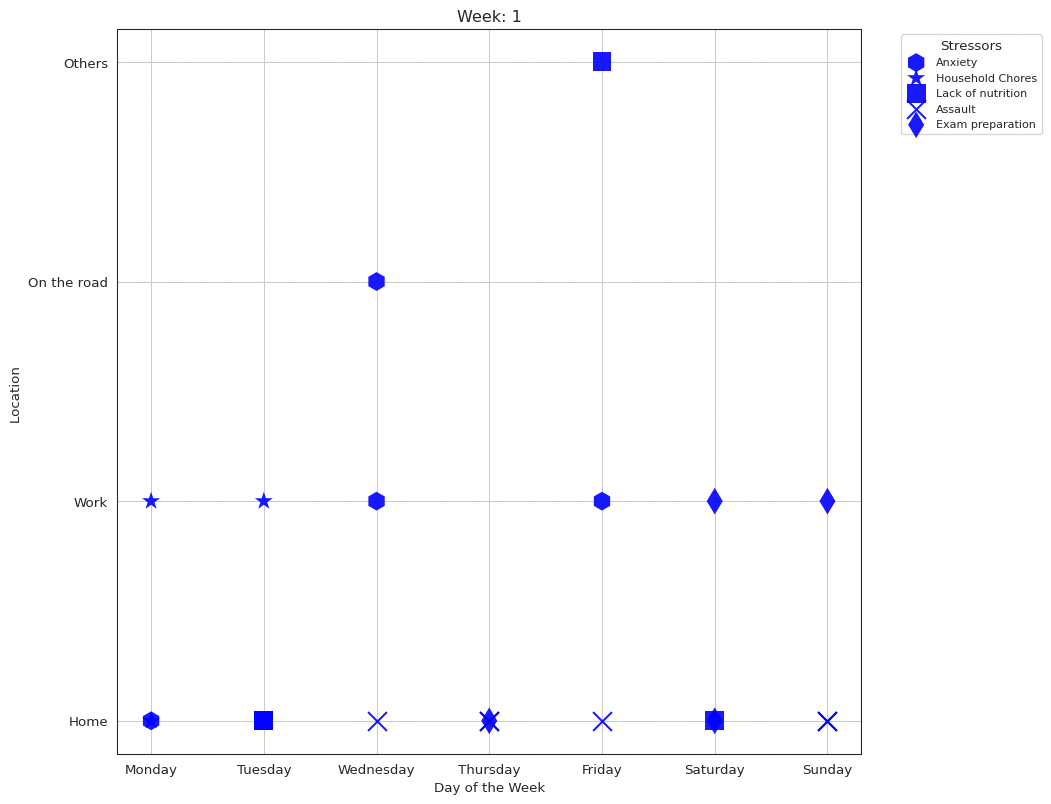 Week: 1
Stressors
Anxiety
Household Chores
Lack of nutrition
Assault
Exam preparation
Others
On the road
Work
Home
Location
Monday Tuesday Wednesday Thursday Friday Saturday Sunday
Day of the Week